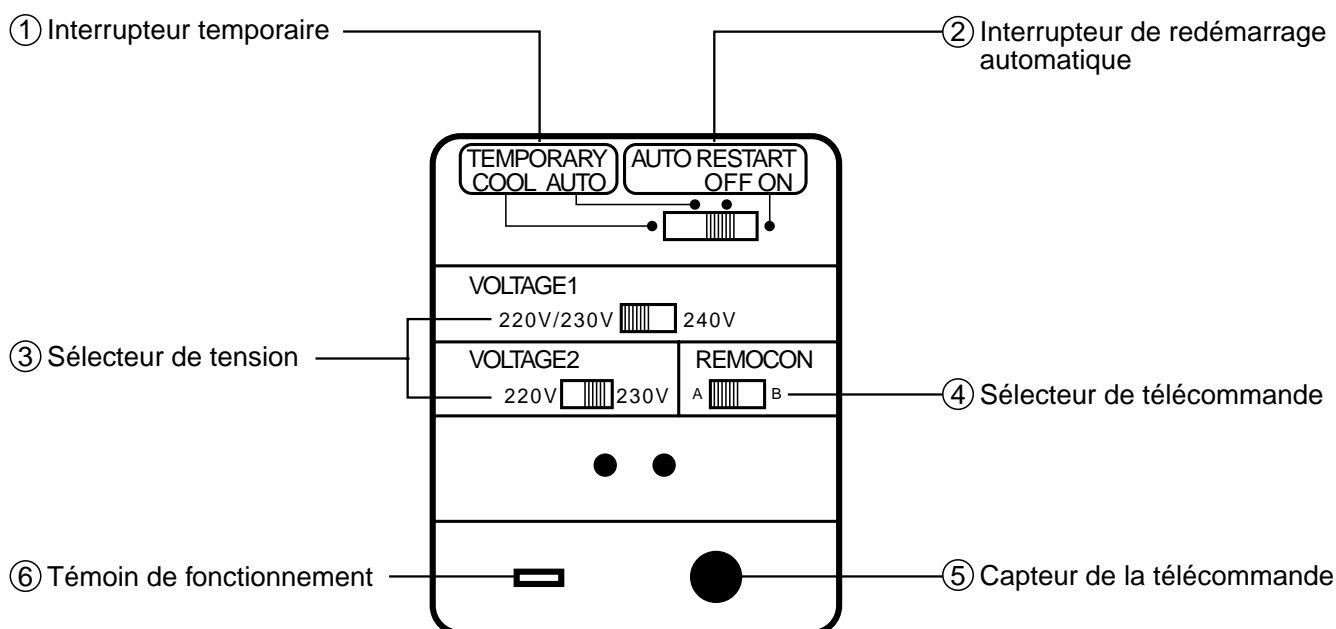 ① Interrupteur temporaire
② Interrupteur de redémarrage
automatique
TEMPORARY
COOL AUTO
AUTO RESTART
OFF ON
VOLTAGE1
220V/230V 240V
③ Sélecteur de tension
VOLTAGE2
220V 230V
REMOCON
A B
④ Sélecteur de télécommande
⑥ Témoin de fonctionnement
⑤ Capteur de la télécommande